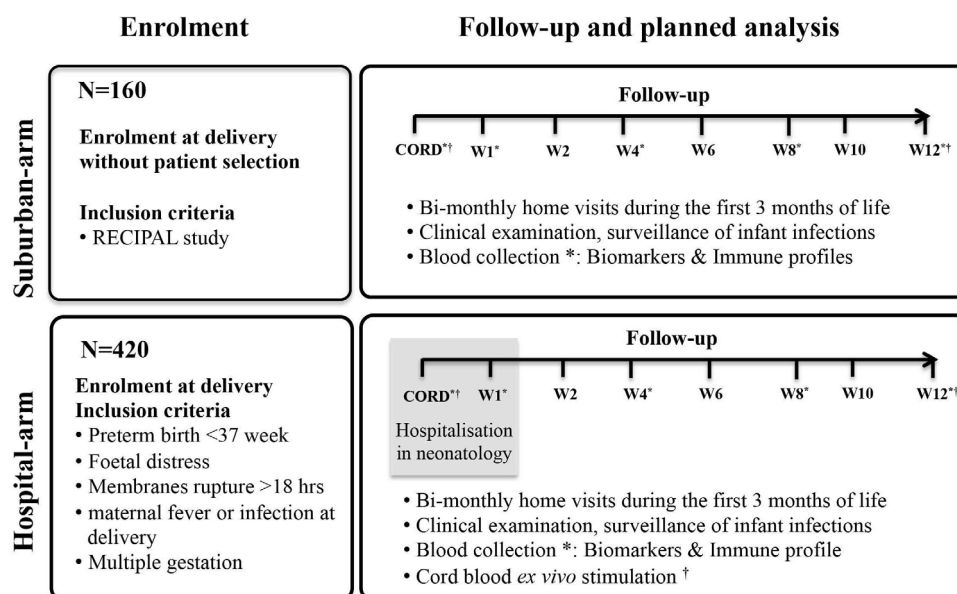 Enrolment
Follow-up and planned analysis
Suburban-arm
N=160
Enrolment at delivery
without patient selection
Inclusion criteria
• RECIPAL study
Follow-up
CORD*† W1* W2 W4* W6 W8* W10 W12*†
• Bi-monthly home visits during the first 3 months of life
• Clinical examination, surveillance of infant infections
• Blood collection *: Biomarkers & Immune profiles
Hospital-arm
N=420
Enrolment at delivery
Inclusion criteria
• Preterm birth <37 week
• Foetal distress
• Membranes rupture >18 hrs
• maternal fever or infection at
delivery
• Multiple gestation
Follow-up
CORD*† W1* W2 W4* W6 W8* W10 W12*†
Hospitalisation
in neonatology
• Bi-monthly home visits during the first 3 months of life
• Clinical examination, surveillance of infant infections
• Blood collection *: Biomarkers & Immune profile
• Cord blood ex vivo stimulation †